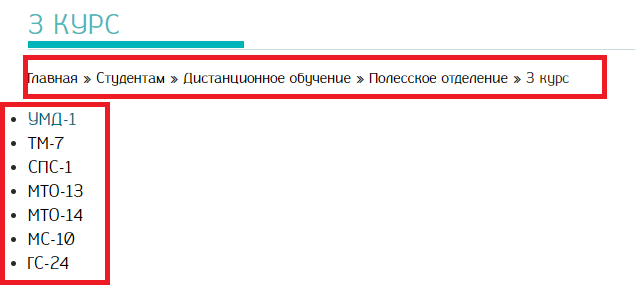 3 КУРС
Главная » Студентам » Дистанционное обучение » Полесское отделение » 3 курс
УМД-1
ТМ-7
СПС-1
МТО-13
МТО-14
МС-10
ГС-24